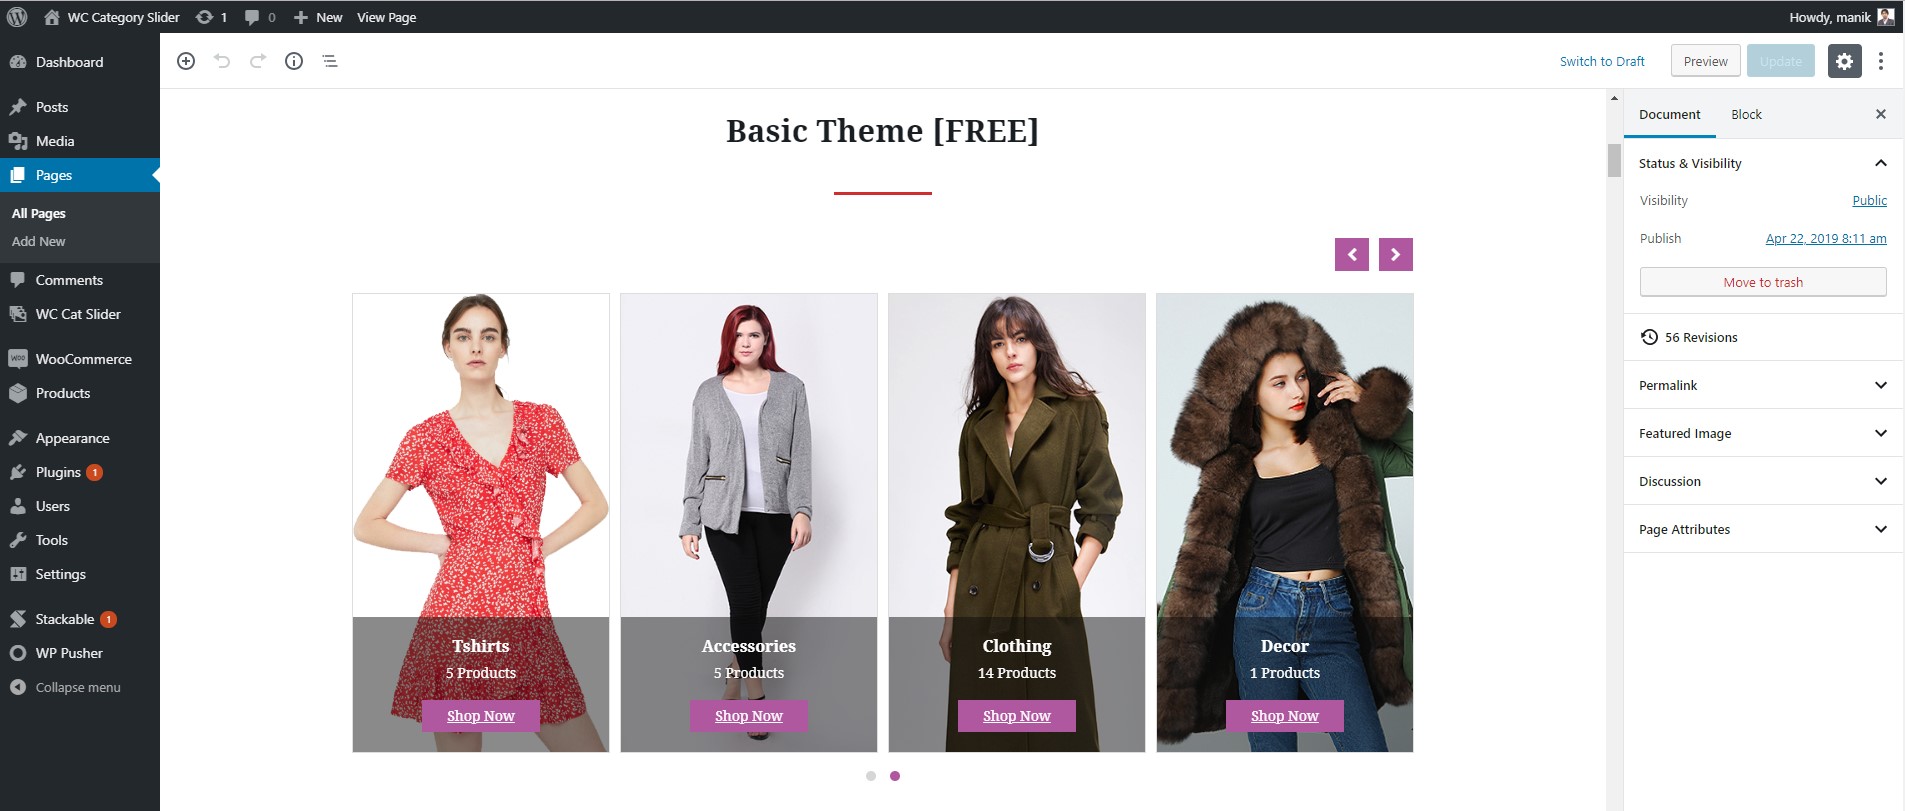 WC Category Slider
1
0
New
View Page
Howdy, manik
Dashboard
Posts
Media
Pages
All Pages
Add New
Comments
WC Cat Slider
WOO
WooCommerce
Products
Appearance
Plugins 1
Users
Tools
Settings
Stackable 1
WP Pusher
Collapse menu
Switch to Draft
Preview
Update
Basic Theme [FREE]
Tshirts
5 Products
Shop Now
Accessories
5 Products
Shop Now
Clothing
14 Products
Shop Now
Decor
1 Products
Shop Now
Document
Block
Status & Visibility
Visibility
Public
Publish
Apr 22, 2019 8:11 am
Move to trash
56 Revisions
Permalink
Featured Image
Discussion
Page Attributes